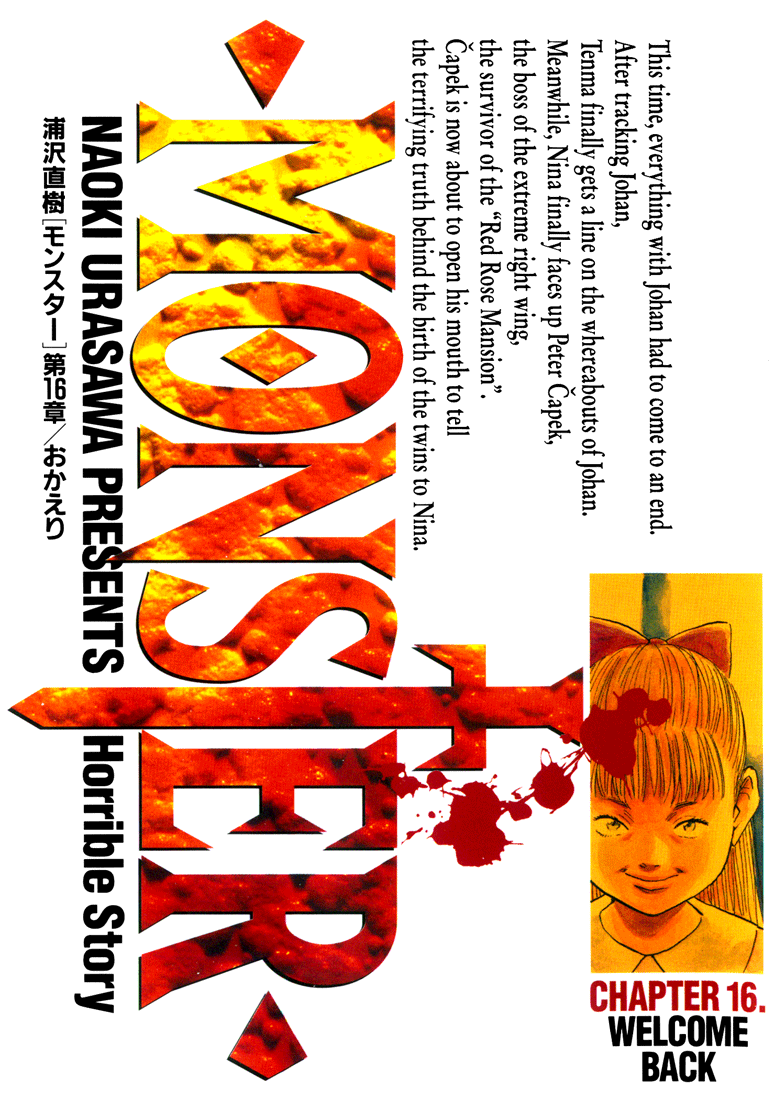 This time, everything with Johan had to come to an end.
After tracking Johan,
Tenma finally gets a line on the whereabouts of Johan.
Meanwhile, Nina finally faces up Peter Čapek,
the boss of the extreme right wing,
the survivor of the “Red Rose Mansion”.
Čapek is now about to open his mouth to tell
the terrifying truth behind the birth of the twins to Nina.
MONSTER
NAOKI URASAWA PRESENTS Horrible Story
浦沢直樹[モンスター]第16章/おかえり
CHAPTER 16.
WELCOME
BACK